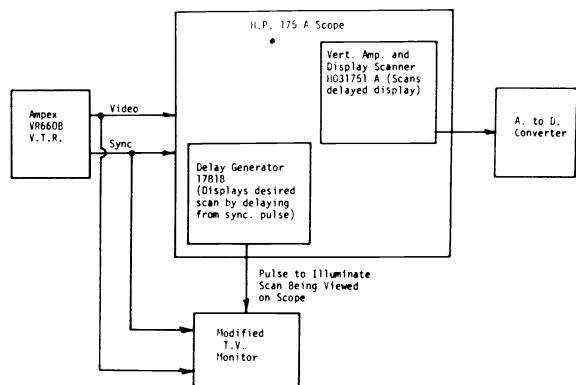 H.P. 175 A Scope
Vert. Amp. and
Display Scanner
H031751 A (Scans
delayed display)
Ampex
VR660B
V.T.R.
Video
Sync
A. to D.
Converter
Delay Generator
1781B
(Displays desired
scan by delaying
from sync. pulse)
Pulse to Illuminate
Scan Being Viewed
on Scope
Modified
T.V.
Monitor